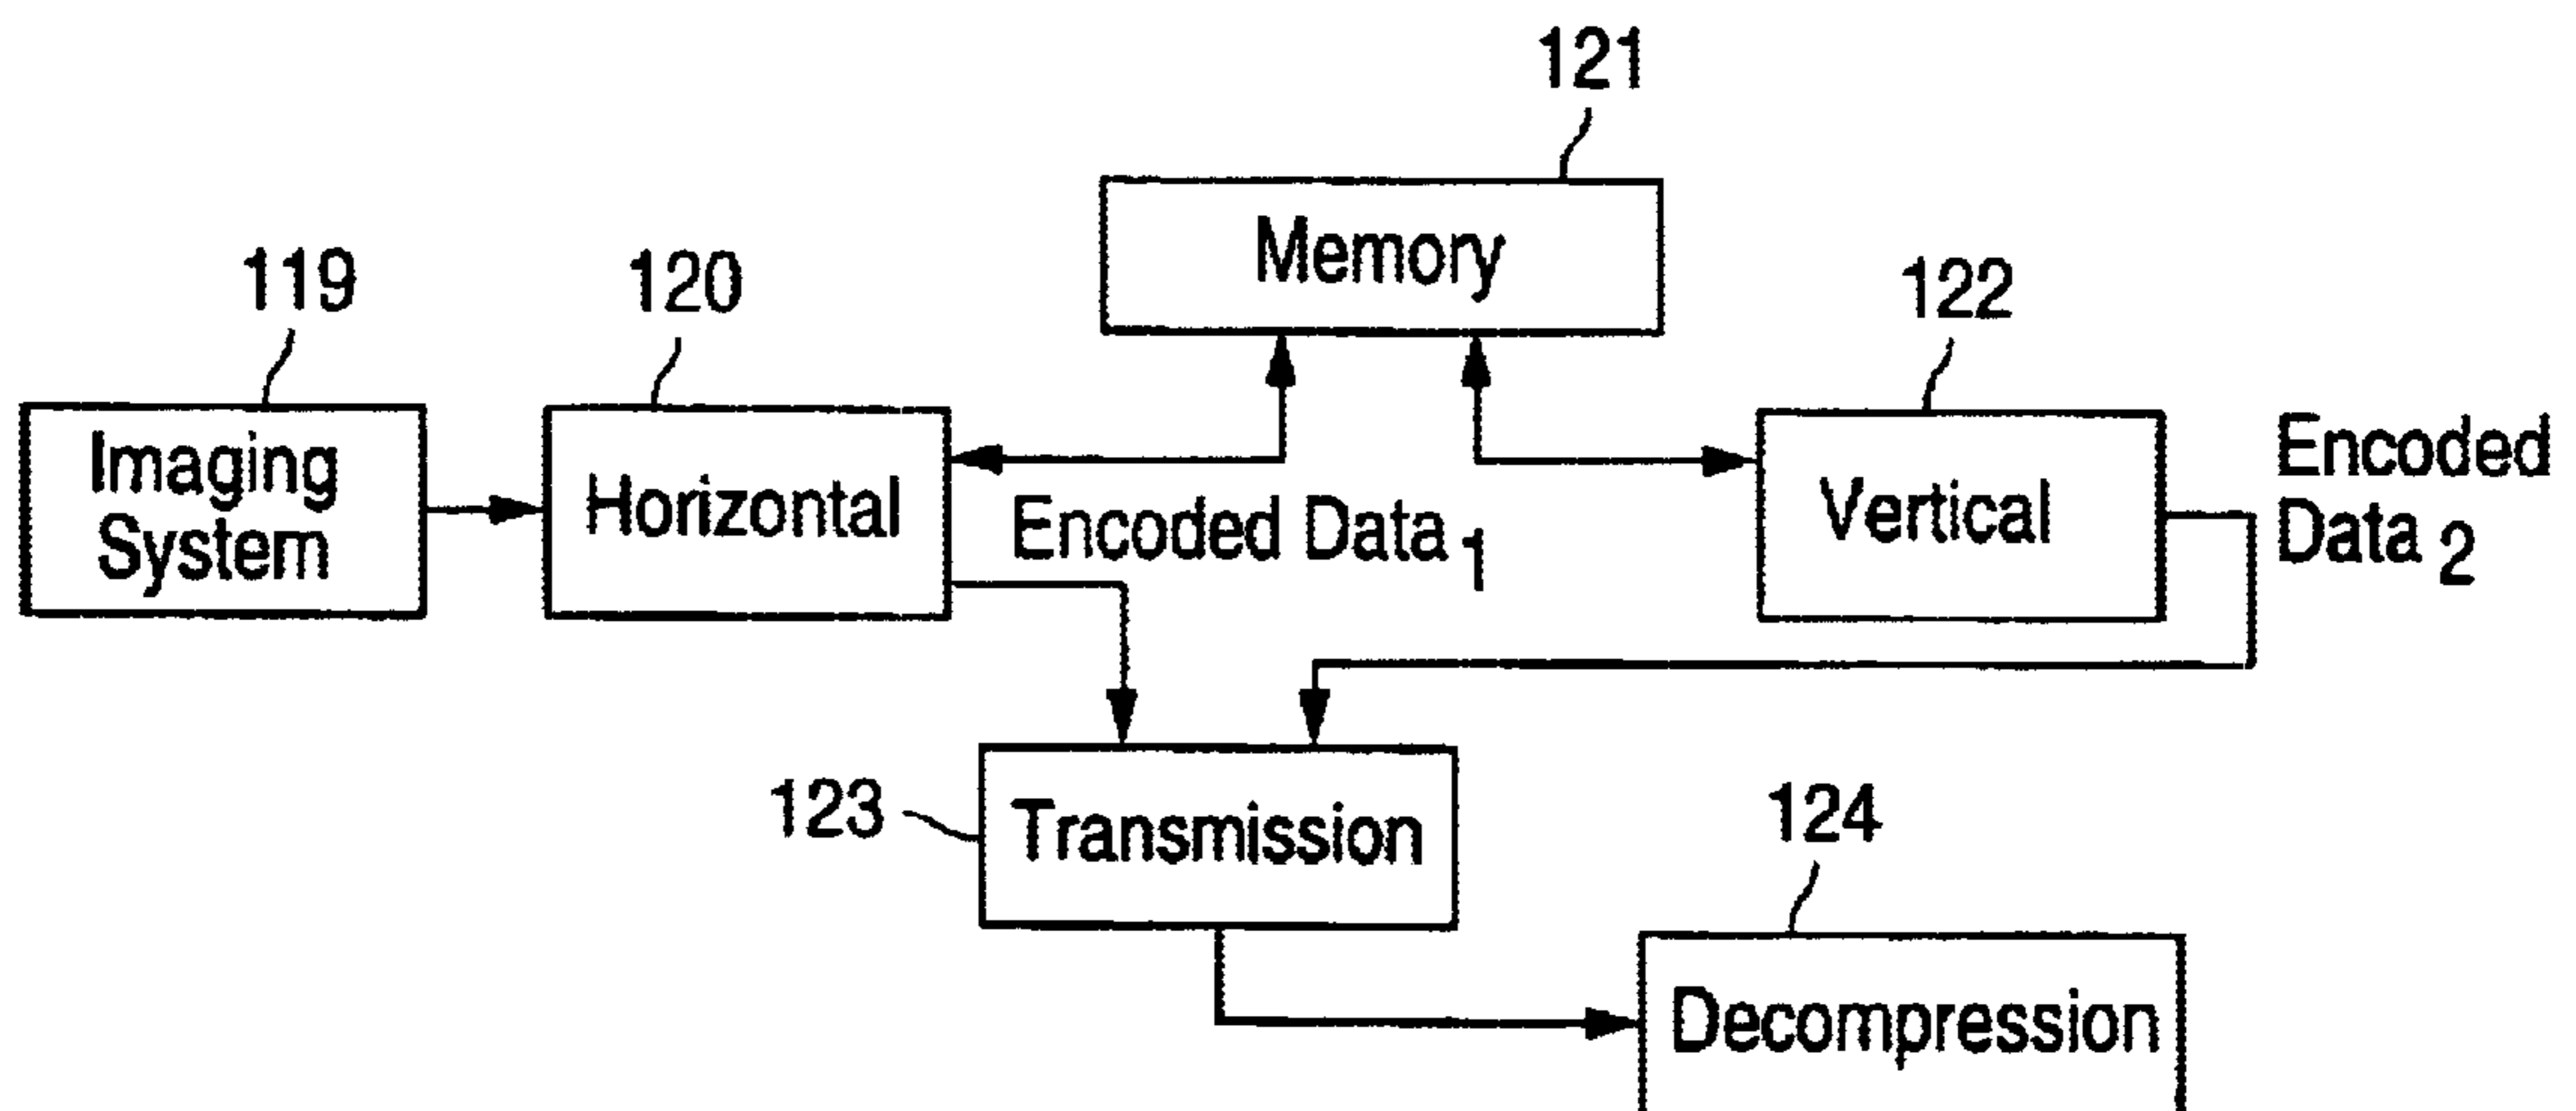 121
Memory
119
120
122
Imaging
System
Horizontal
Encoded Data 1
Vertical
Encoded
Data 2
123
Transmission
124
Decompression